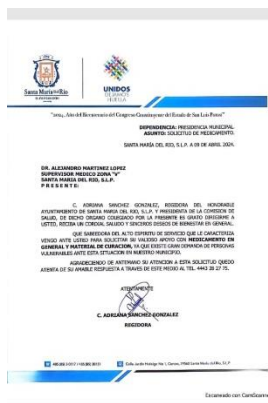 Santa María del Río
UNIDOS
DEJAMOS
HUELLA
"2024, Año del Bicentenario del Congreso Constituyente del Estado de San Luis Potosí"
DEPENDENCIA: PRESIDENCIA MUNICIPAL.
ASUNTO: SOLICITUD DE MEDICAMENTO.
SANTA MARÍA DEL RIO, S.L.P. A 09 DE ABRIL 2024.
DR. ALEJANDRO MARTINEZ LOPEZ
SUPERVISOR MEDICO ZONA "V"
SANTA MARIA DEL RIO, S.L.P.
P R E S E N T E:
C. ADRIANA SANCHEZ GONZALEZ, REGIDORA DEL HONORABLE
AYUNTAMIENTO DE SANTA MARIA DEL RIO, S.L.P. Y PRESIDENTA DE LA COMISION DE
SALUD, DE DICHO ORGANO COLEGIADO POR LA PRESENTE ES GRATO DIRIGIRME A
USTED, RECIBA UN CORDIAL SALUDO Y SINCEROS DESEOS DE BIENESTAR EN GENERAL.
QUE SABEDORA DEL ALTO ESPIRITU DE SERVICIO QUE LE CARACTERIZA
VENGO ANTE USTED PARA SOLICITAR SU VALIOSO APOYO CON MEDICAMENTO EN
GENERAL Y MATERIAL DE CURACION, YA QUE EXISTE GRAN DEMANDA DE PERSONAS
VULNERABLES ANTE ESTA SITUACION EN NUESTRO MUNICIPIO.
AGRADECIENDO DE ANTEMANO SU ATENCION A ESTA SOLICITUD QUEDO
ATENTA DE SU AMABLE RESPUESTA A TRAVES DE ESTE MEDIO AL TEL. 4443 20 17 75.
ATENTAMENTE
C. ADRIANA SANCHEZ GONZALEZ
REGIDORA
Escaneado con CamScanner